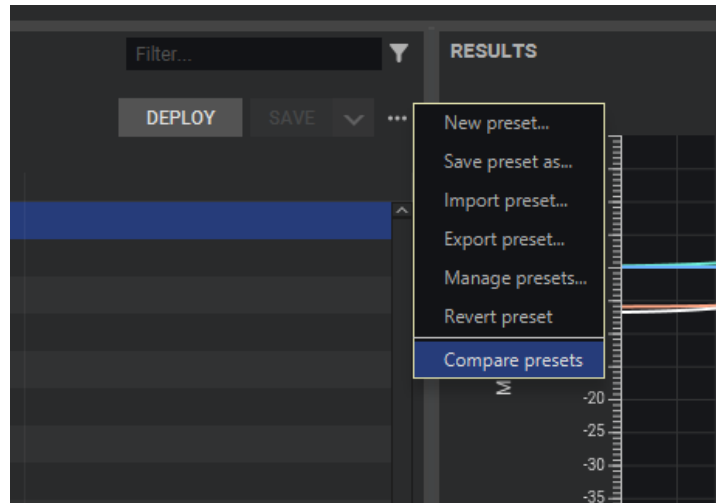 Filter...
RESULTS
DEPLOY
SAVE
...
New preset...
Save preset as...
Import preset...
Export preset...
Manage presets...
Revert preset
Compare presets
M
-20
-25
-30
-35